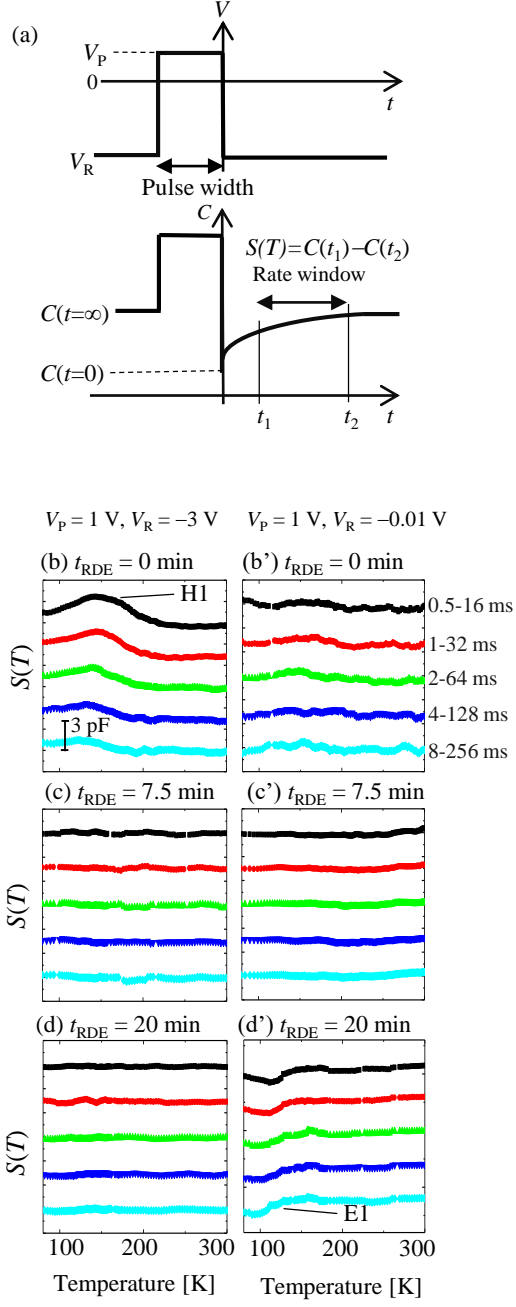 (a)
V
V_P
0
t
V_R
Pulse width
C
S(T)=C(t_1)−C(t_2)
Rate window
C(t=∞)
C(t=0)
t_1 t_2 t
V_P = 1 V, V_R = −3 V V_P = 1 V, V_R = −0.01 V
(b) t_RDE = 0 min (b’) t_RDE = 0 min
H1
0.5-16 ms
1-32 ms
2-64 ms
4-128 ms
8-256 ms
S(T)
3 pF
(c) t_RDE = 7.5 min (c’) t_RDE = 7.5 min
S(T)
(d) t_RDE = 20 min (d’) t_RDE = 20 min
S(T)
E1
100 200 300 100 200 300
Temperature [K] Temperature [K]